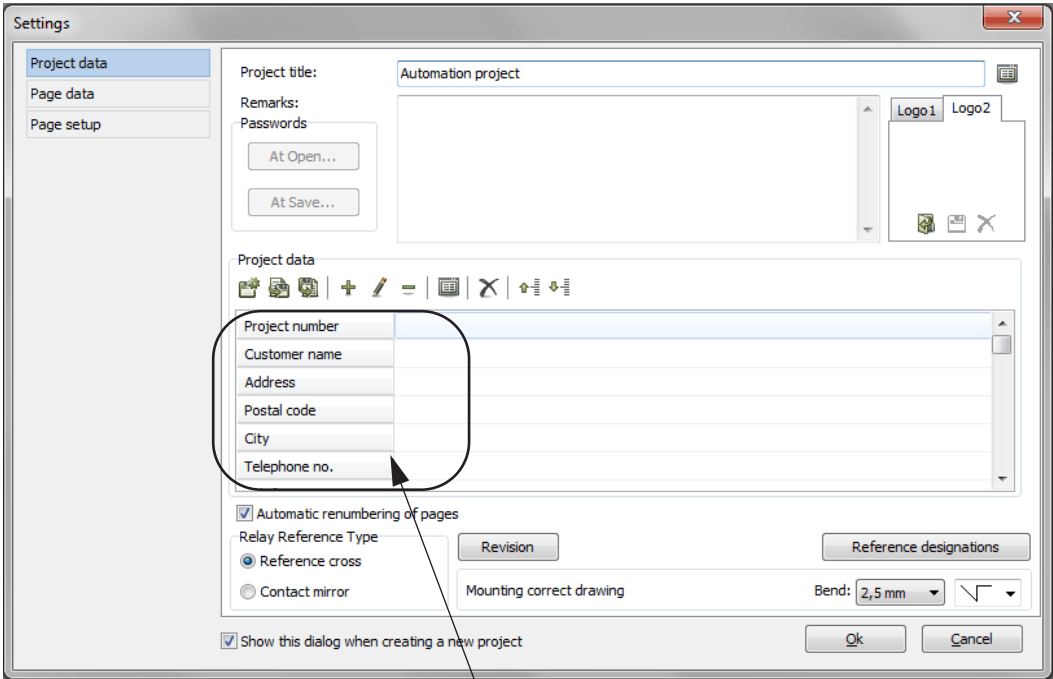 Settings
Project data
Page data
Page setup
Project title:
Automation project
Remarks:
Passwords
At Open...
At Save...
Logo1
Logo2
Project data
Project number
Customer name
Address
Postal code
City
Telephone no.
Automatic renumbering of pages
Relay Reference Type
Reference cross
Contact mirror
Revision
Reference designations
Mounting correct drawing
Bend:
2,5 mm
Show this dialog when creating a new project
Ok
Cancel